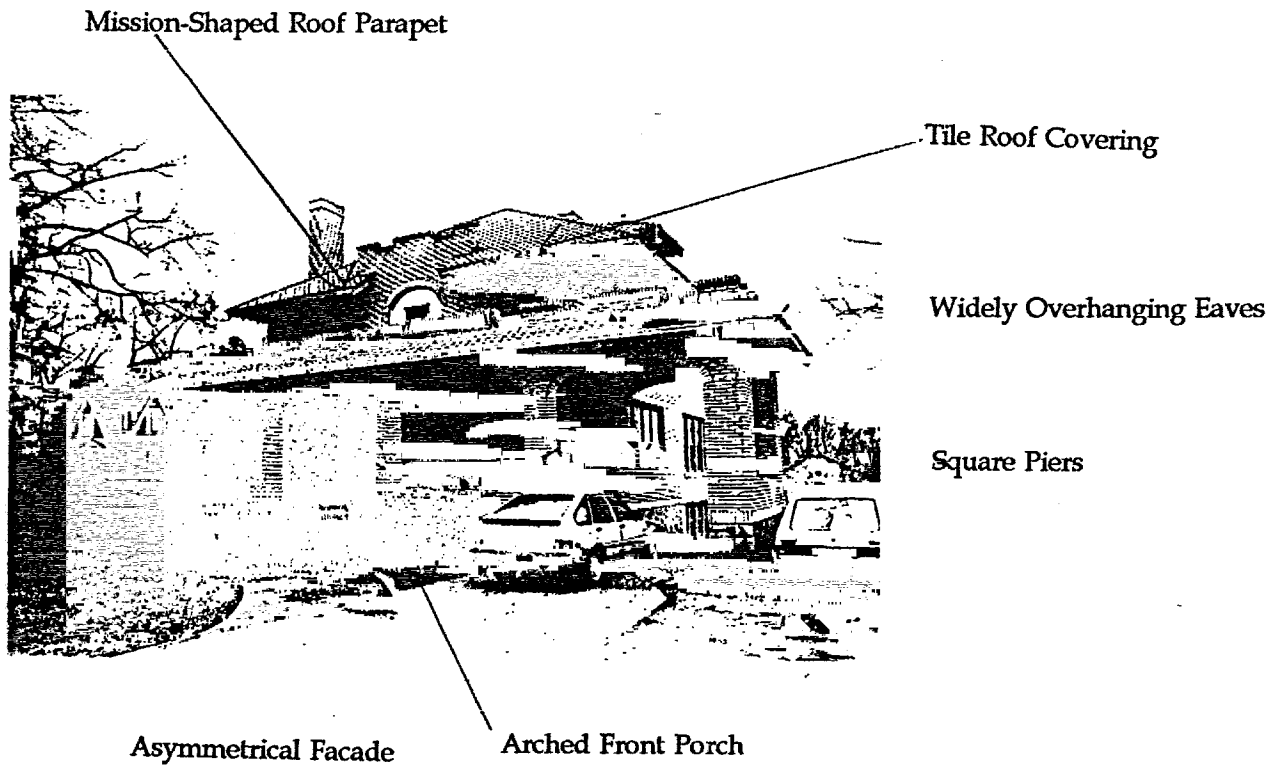 Mission-Shaped Roof Parapet
Tile Roof Covering
Widely Overhanging Eaves
Square Piers
Asymmetrical Facade
Arched Front Porch